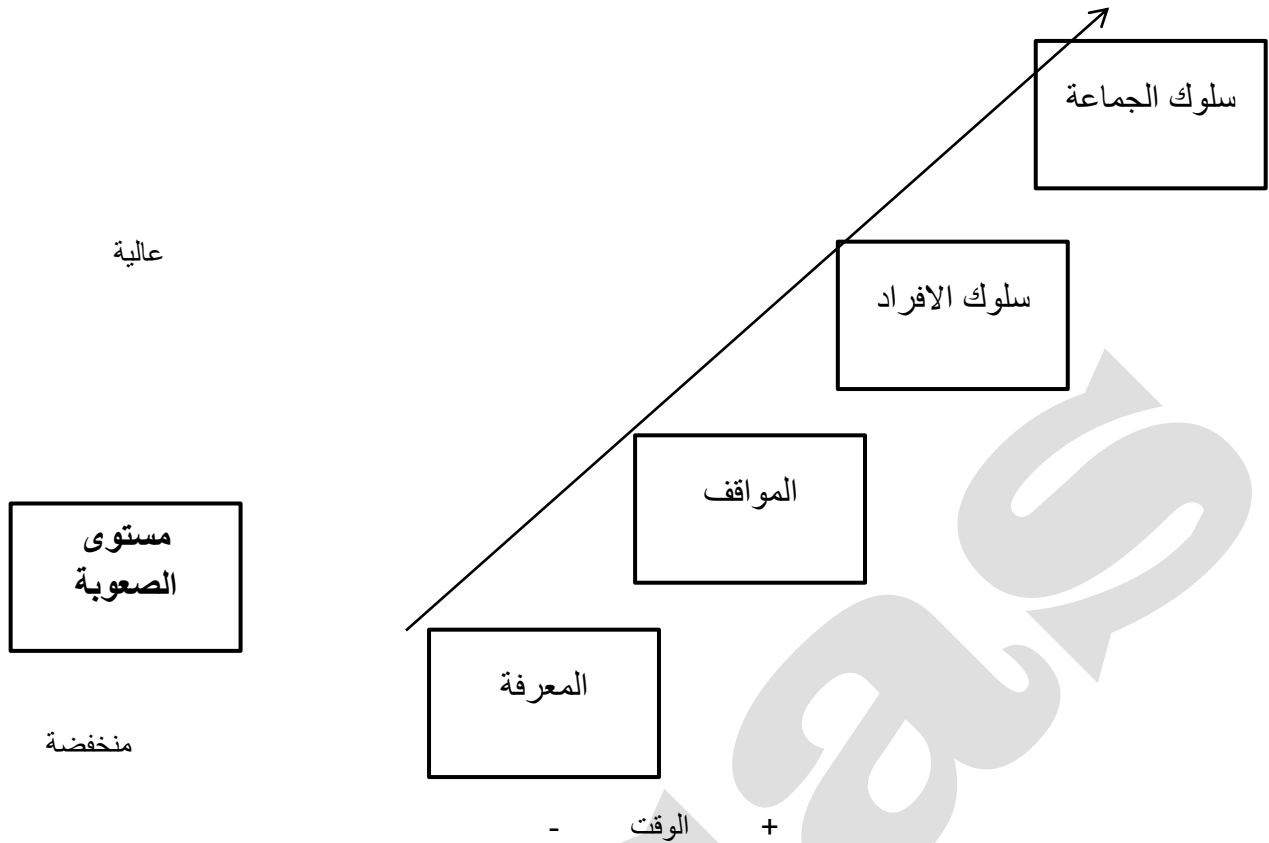 سلوك الجماعة
عالية
سلوك الافراد
المواقف
مستوى
الصعوبة
المعرفة
منخفضة
- الوقت +